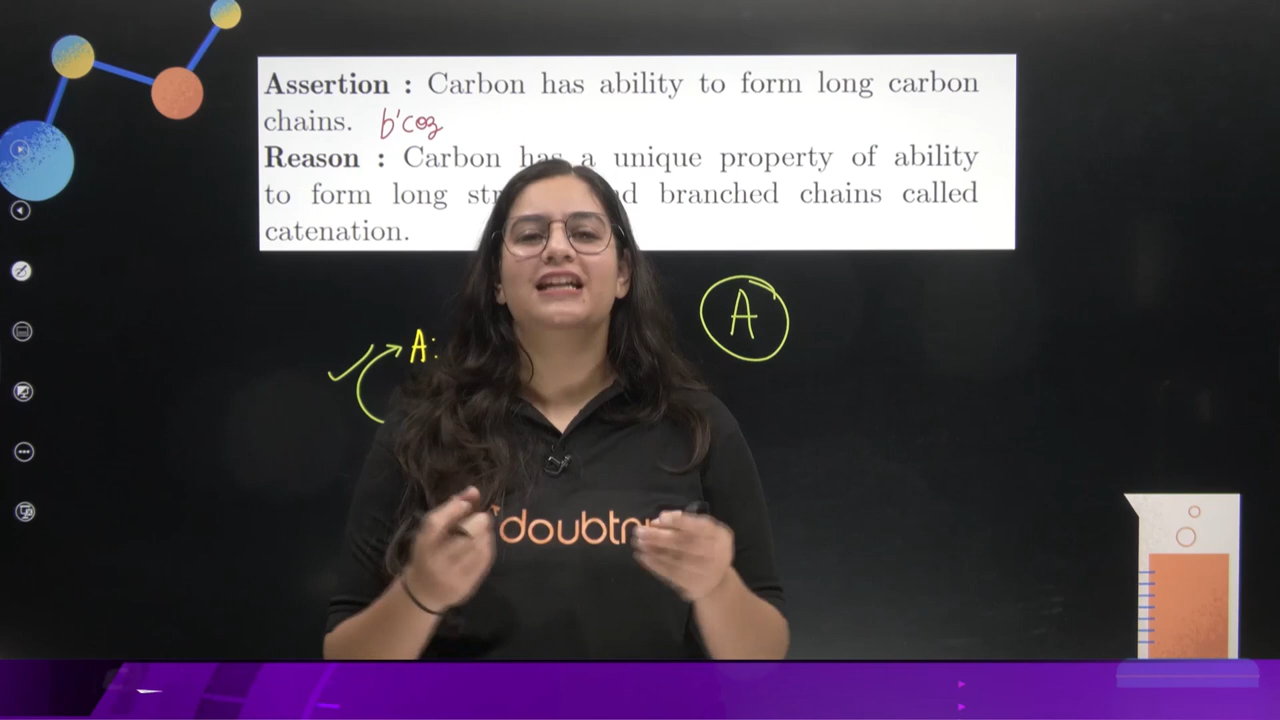 Assertion : Carbon has ability to form long carbon
chains. b'coz
Reason : Carbon has a unique property of ability
to form long branched chains called
catenation.
A
A:
doubtn